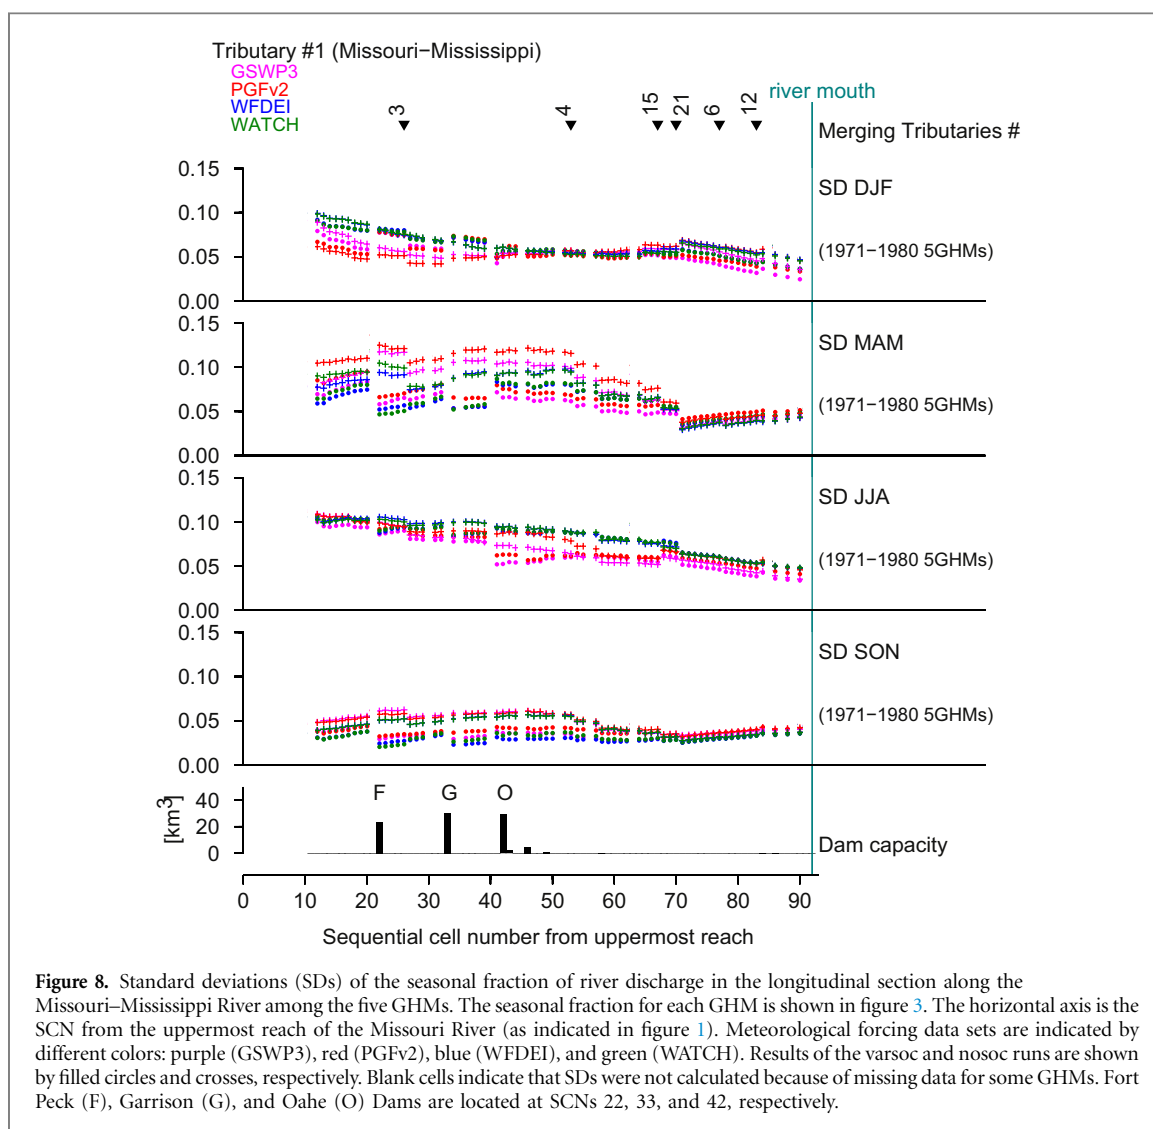 Tributary #1 (Missouri−Mississippi)
GSWP3
PGFv2
WFDEI
WATCH
3
4
15
21
6
12
river mouth
Merging Tributaries #
0.15
0.10
0.05
0.00
SD DJF
(1971−1980 5GHMs)
0.15
0.10
0.05
0.00
SD MAM
(1971−1980 5GHMs)
0.15
0.10
0.05
0.00
SD JJA
(1971−1980 5GHMs)
0.15
0.10
0.05
0.00
SD SON
(1971−1980 5GHMs)
[km3]
40
20
0
F
G
O
Dam capacity
0 10 20 30 40 50 60 70 80 90
Sequential cell number from uppermost reach
Figure 8. Standard deviations (SDs) of the seasonal fraction of river discharge in the longitudinal section along the
Missouri–Mississippi River among the five GHMs. The seasonal fraction for each GHM is shown in figure 3. The horizontal axis is the
SCN from the uppermost reach of the Missouri River (as indicated in figure 1). Meteorological forcing data sets are indicated by
different colors: purple (GSWP3), red (PGFv2), blue (WFDEI), and green (WATCH). Results of the varsoc and nosoc runs are shown
by filled circles and crosses, respectively. Blank cells indicate that SDs were not calculated because of missing data for some GHMs. Fort
Peck (F), Garrison (G), and Oahe (O) Dams are located at SCNs 22, 33, and 42, respectively.